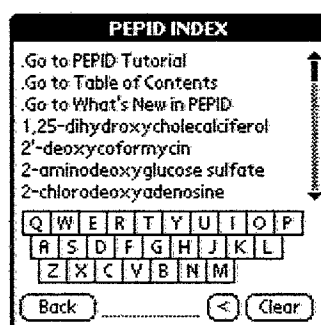 PEPID INDEX
.Go to PEPID Tutorial
.Go to Table of Contents
.Go to What's New in PEPID
1,25-dihydroxycholecalciferol
2'-deoxycoformycin
2-aminodeoxyglucose sulfate
2-chlorodeoxyadenosine
Q W E R T Y U I O P
A S D F G H J K L
Z X C V B N M
Back < Clear